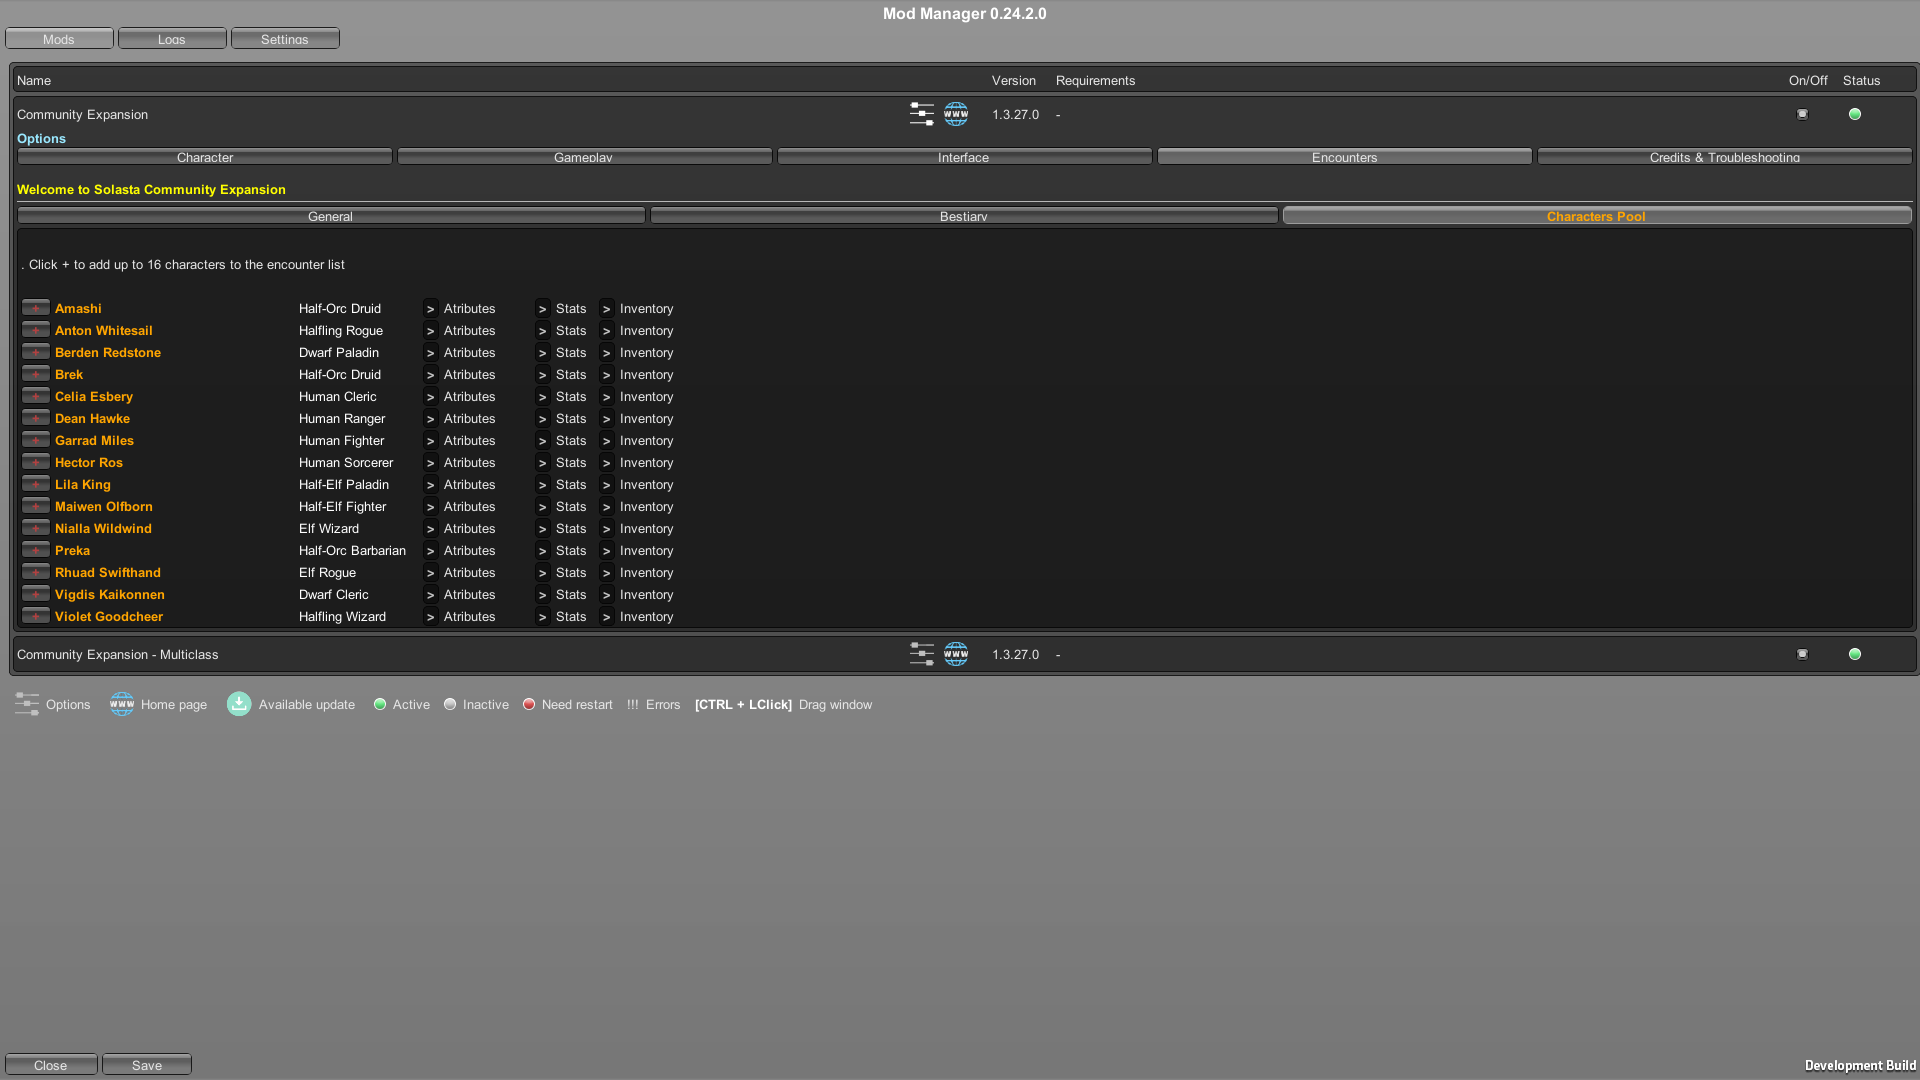 Mod Manager 0.24.2.0
Mods Logs Settings
Name Version Requirements On/Off Status
Community Expansion www 1.3.27.0 -
Options
Character Gameplay Interface Encounters Credits & Troubleshooting
Welcome to Solasta Community Expansion
General Bestiary Characters Pool
. Click + to add up to 16 characters to the encounter list
+ Amashi Half-Orc Druid > Atributes > Stats > Inventory
+ Anton Whitesail Halfling Rogue > Atributes > Stats > Inventory
+ Berden Redstone Dwarf Paladin > Atributes > Stats > Inventory
+ Brek Half-Orc Druid > Atributes > Stats > Inventory
+ Celia Esbery Human Cleric > Atributes > Stats > Inventory
+ Dean Hawke Human Ranger > Atributes > Stats > Inventory
+ Garrad Miles Human Fighter > Atributes > Stats > Inventory
+ Hector Ros Human Sorcerer > Atributes > Stats > Inventory
+ Lila King Half-Elf Paladin > Atributes > Stats > Inventory
+ Maiwen Olfborn Half-Elf Fighter > Atributes > Stats > Inventory
+ Nialla Wildwind Elf Wizard > Atributes > Stats > Inventory
+ Preka Half-Orc Barbarian > Atributes > Stats > Inventory
+ Rhuad Swifthand Elf Rogue > Atributes > Stats > Inventory
+ Vigdis Kaikonnen Dwarf Cleric > Atributes > Stats > Inventory
+ Violet Goodcheer Halfling Wizard > Atributes > Stats > Inventory
Community Expansion - Multiclass www 1.3.27.0 -
Options www Home page Available update Active Inactive Need restart !!! Errors [CTRL + LClick] Drag window
Close Save
Development Build